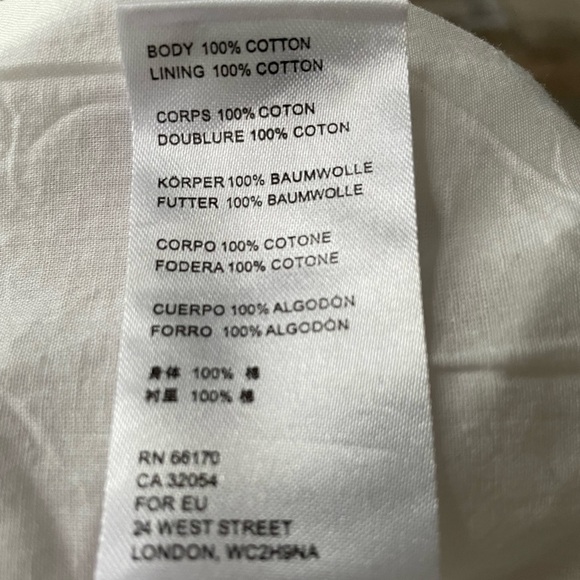 BODY 100% COTTON
LINING 100% COTTON
CORPS 100% COTON
DOUBLURE 100% COTON
KÖRPER 100% BAUMWOLLE
FUTTER 100% BAUMWOLLE
CORPO 100% COTONE
FODERA 100% COTONE
CUERPO 100% ALGODÓN
FORRO 100% ALGODÓN
身体 100% 棉
衬里 100% 棉
RN 66170
CA 32054
FOR EU
24 WEST STREET
LONDON, WC2H9NA